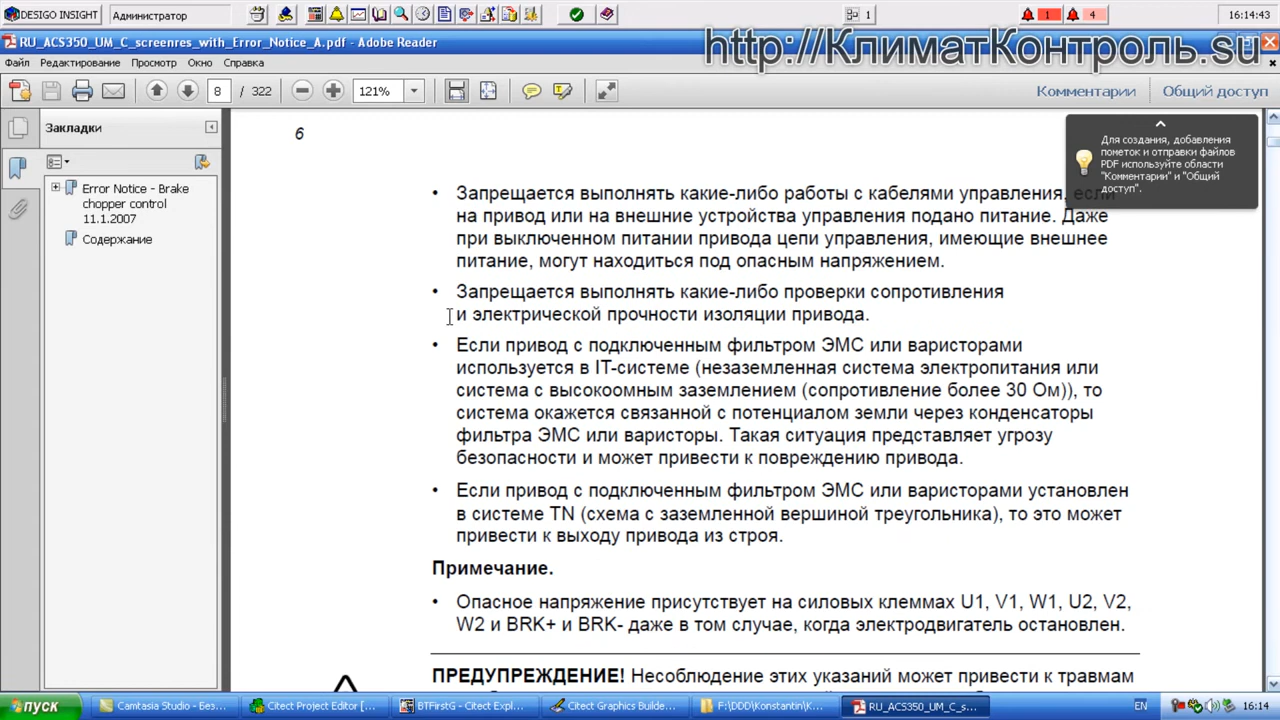 DESIGO INSIGHT
Администратор
1
1
4
16:14:43
RU_ACS350_UM_C_screenres_with_Error_Notice_A.pdf - Adobe Reader
http://КлиматКонтроль.su
Файл Редактирование Просмотр Окно Справка
8 / 322
121%
Комментарии
Общий доступ
Закладки
Error Notice - Brake
chopper control
11.1.2007
Содержание
Для создания, добавления
пометок и отправки файлов
PDF используйте области
"Комментарии" и "Общий
доступ".
6
• Запрещается выполнять какие-либо работы с кабелями управления, если
на привод или на внешние устройства управления подано питание. Даже
при выключенном питании привода цепи управления, имеющие внешнее
питание, могут находиться под опасным напряжением.
• Запрещается выполнять какие-либо проверки сопротивления
и электрической прочности изоляции привода.
• Если привод с подключенным фильтром ЭМС или варисторами
используется в IT-системе (незаземленная система электропитания или
система с высокоомным заземлением (сопротивление более 30 Ом)), то
система окажется связанной с потенциалом земли через конденсаторы
фильтра ЭМС или варисторы. Такая ситуация представляет угрозу
безопасности и может привести к повреждению привода.
• Если привод с подключенным фильтром ЭМС или варисторами установлен
в системе TN (схема с заземленной вершиной треугольника), то это может
привести к выходу привода из строя.
Примечание.
• Опасное напряжение присутствует на силовых клеммах U1, V1, W1, U2, V2,
W2 и BRK+ и BRK- даже в том случае, когда электродвигатель остановлен.
ПРЕДУПРЕЖДЕНИЕ! Несоблюдение этих указаний может привести к травмам
пуск
Camtasia Studio - Без...
Citect Project Editor [...
BTFirstG - Citect Expl...
Citect Graphics Builde...
F:\DDD\Konstantin\К...
RU_ACS350_UM_C_s...
EN
16:14